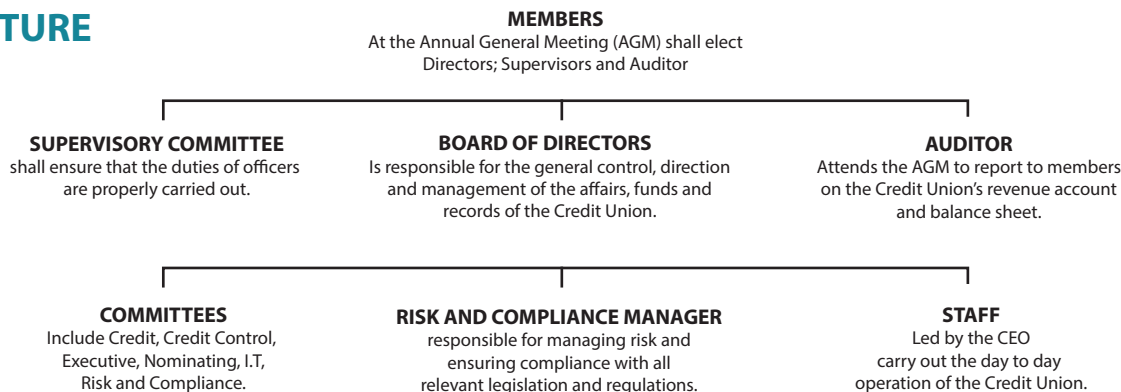 TURE
MEMBERS
At the Annual General Meeting (AGM) shall elect
Directors; Supervisors and Auditor
SUPERVISORY COMMITTEE
shall ensure that the duties of officers
are properly carried out.
BOARD OF DIRECTORS
Is responsible for the general control, direction
and management of the affairs, funds and
records of the Credit Union.
AUDITOR
Attends the AGM to report to members
on the Credit Union’s revenue account
and balance sheet.
COMMITTEES
Include Credit, Credit Control,
Executive, Nominating, I.T,
Risk and Compliance.
RISK AND COMPLIANCE MANAGER
responsible for managing risk and
ensuring compliance with all
relevant legislation and regulations.
STAFF
Led by the CEO
carry out the day to day
operation of the Credit Union.